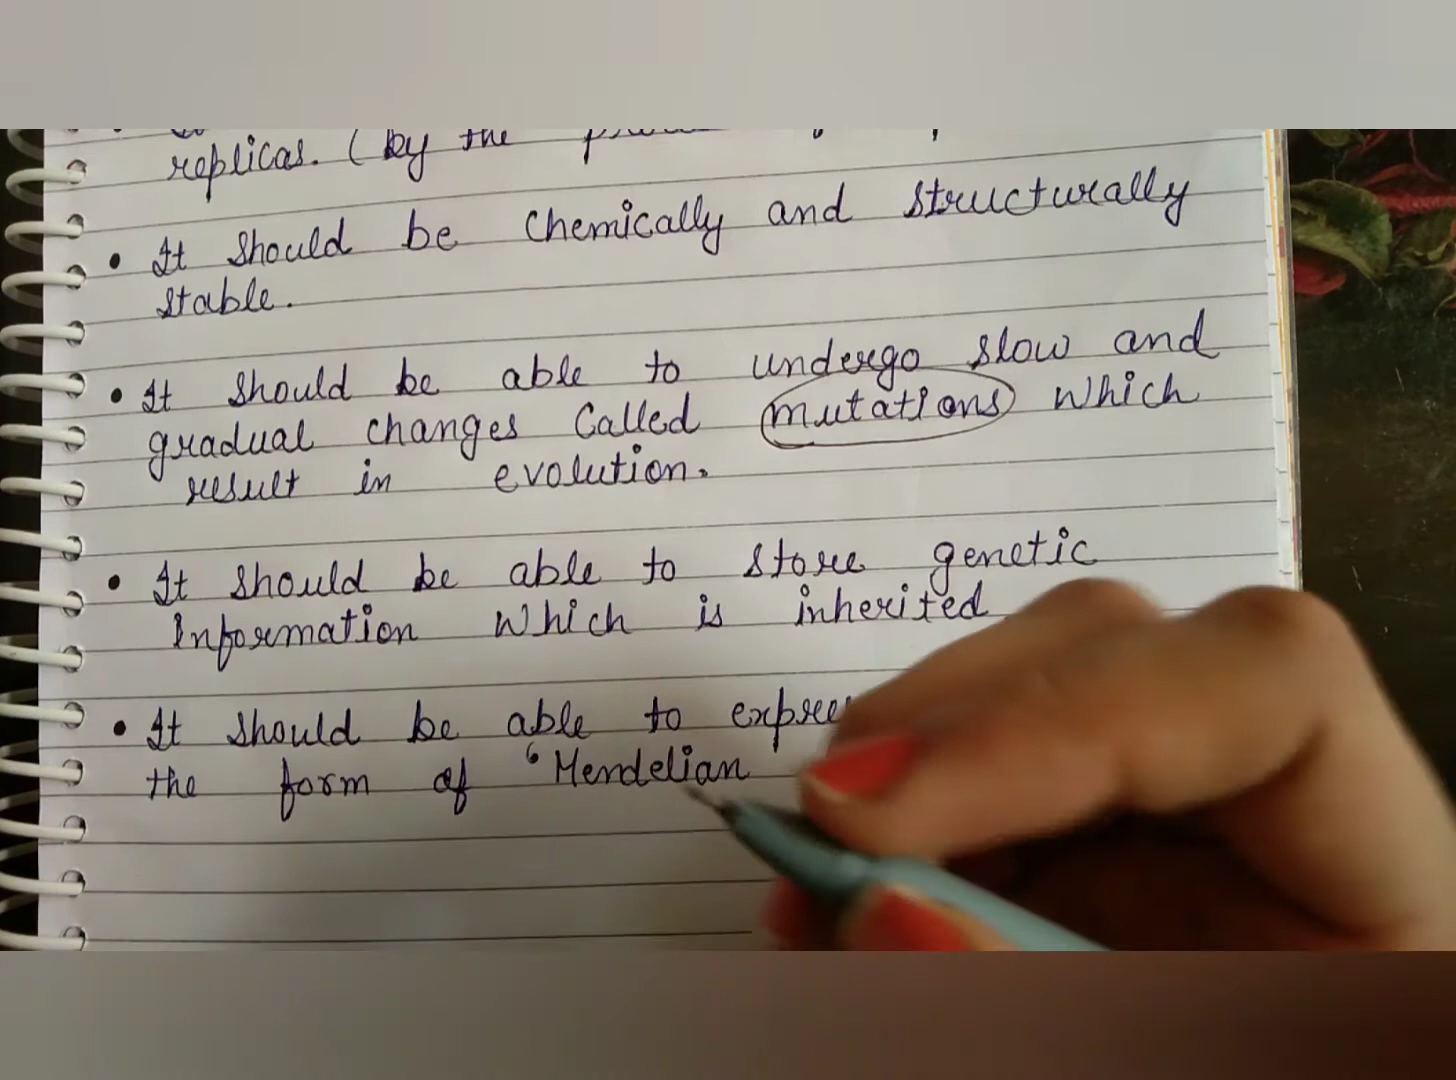 replicas. (by the
• It should be chemically and structurally
stable.
• It should be able to undergo slow and
gradual changes called mutations which
result in evolution.
• It should be able to store genetic
Information which is inherited
• It should be able to
the form of 'Mendelian